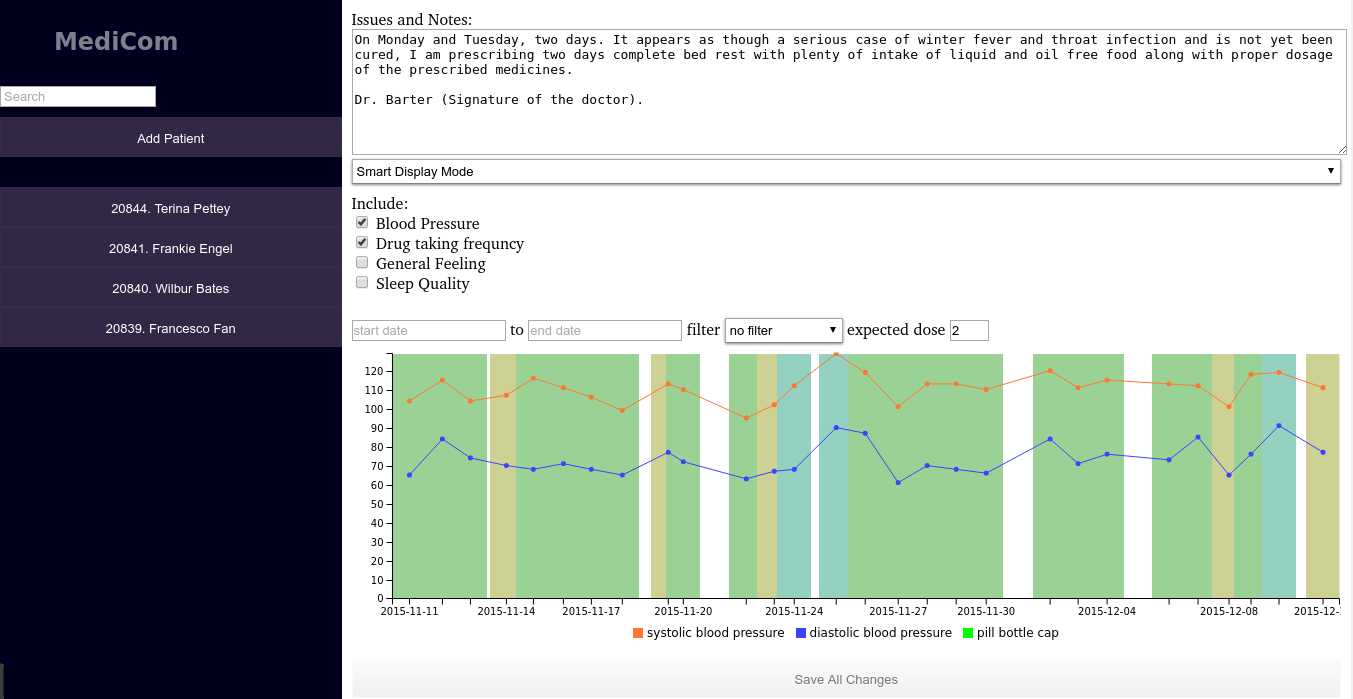 MediCom
Search
Add Patient
20844. Terina Pettey
20841. Frankie Engel
20840. Wilbur Bates
20839. Francesco Fan
Issues and Notes:
On Monday and Tuesday, two days. It appears as though a serious case of winter fever and throat infection and is not yet been
cured, I am prescribing two days complete bed rest with plenty of intake of liquid and oil free food along with proper dosage
of the prescribed medicines.
Dr. Barter (Signature of the doctor).
Smart Display Mode
Include:
Blood Pressure
Drug taking frequncy
General Feeling
Sleep Quality
start date to end date filter no filter expected dose 2
120
110
100
90
80
70
60
50
40
30
20
10
0
2015-11-11 2015-11-14 2015-11-17 2015-11-20 2015-11-24 2015-11-27 2015-11-30 2015-12-04 2015-12-08 2015-12-
systolic blood pressure diastolic blood pressure pill bottle cap
Save All Changes